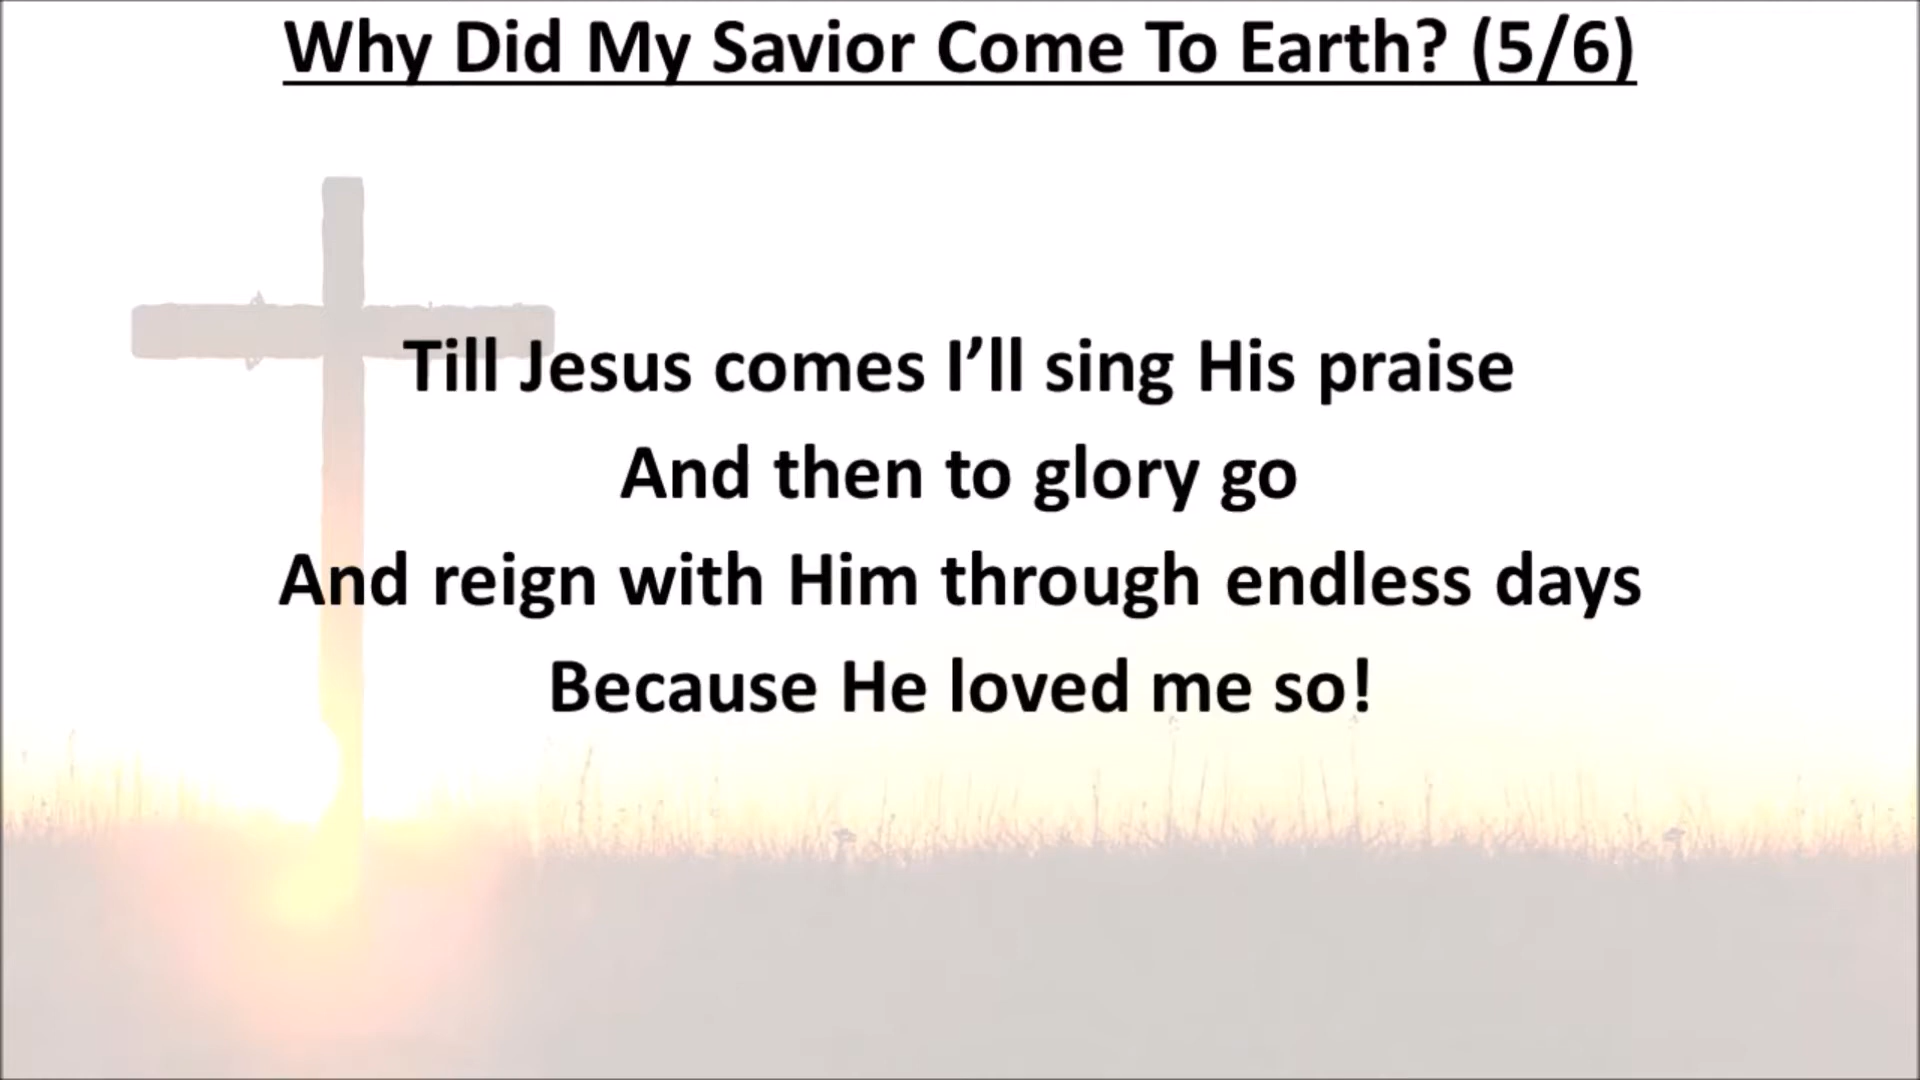 Why Did My Savior Come To Earth? (5/6)
Till Jesus comes I’ll sing His praise
And then to glory go
And reign with Him through endless days
Because He loved me so!